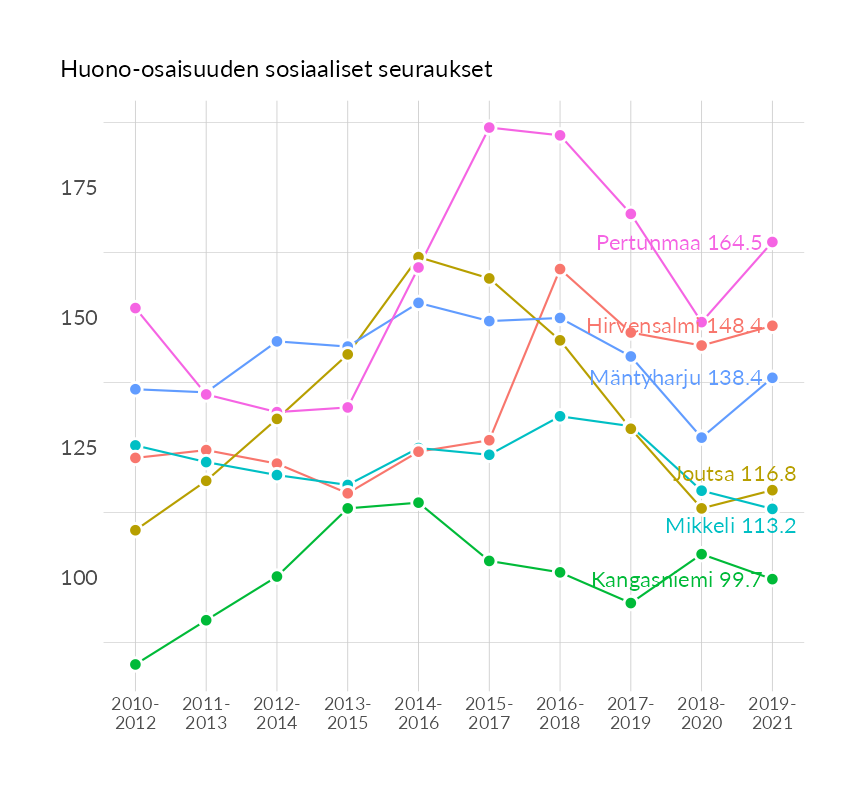 Huono-osaisuuden sosiaaliset seuraukset
175
150
125
100
Pertunmaa 164.5
Hirvensalmi 148.4
Mäntyharju 138.4
Joutsa 116.8
Mikkeli 113.2
Kangasniemi 99.7
2010- 2011- 2012- 2013- 2014- 2015- 2016- 2017- 2018- 2019-
2012 2013 2014 2015 2016 2017 2018 2019 2020 2021